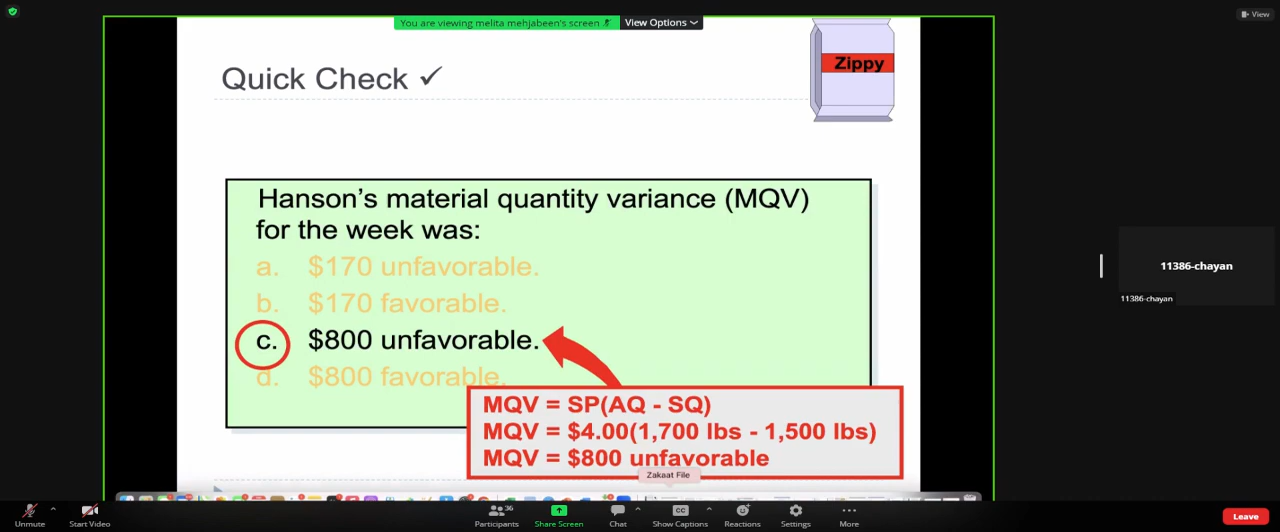 You are viewing melita mehjabeen's screen
View Options
View
Quick Check ✓
Zippy
Hanson's material quantity variance (MQV)
for the week was:
a. $170 unfavorable.
b. $170 favorable.
c. $800 unfavorable.
d. $800 favorable.
MQV = SP(AQ - SQ)
MQV = $4.00(1,700 lbs - 1,500 lbs)
MQV = $800 unfavorable
Zakaat File
11386-chayan
11386-chayan
Unmute
Start Video
Participants
36
Share Screen
Chat
Show Captions
Reactions
Settings
More
Leave